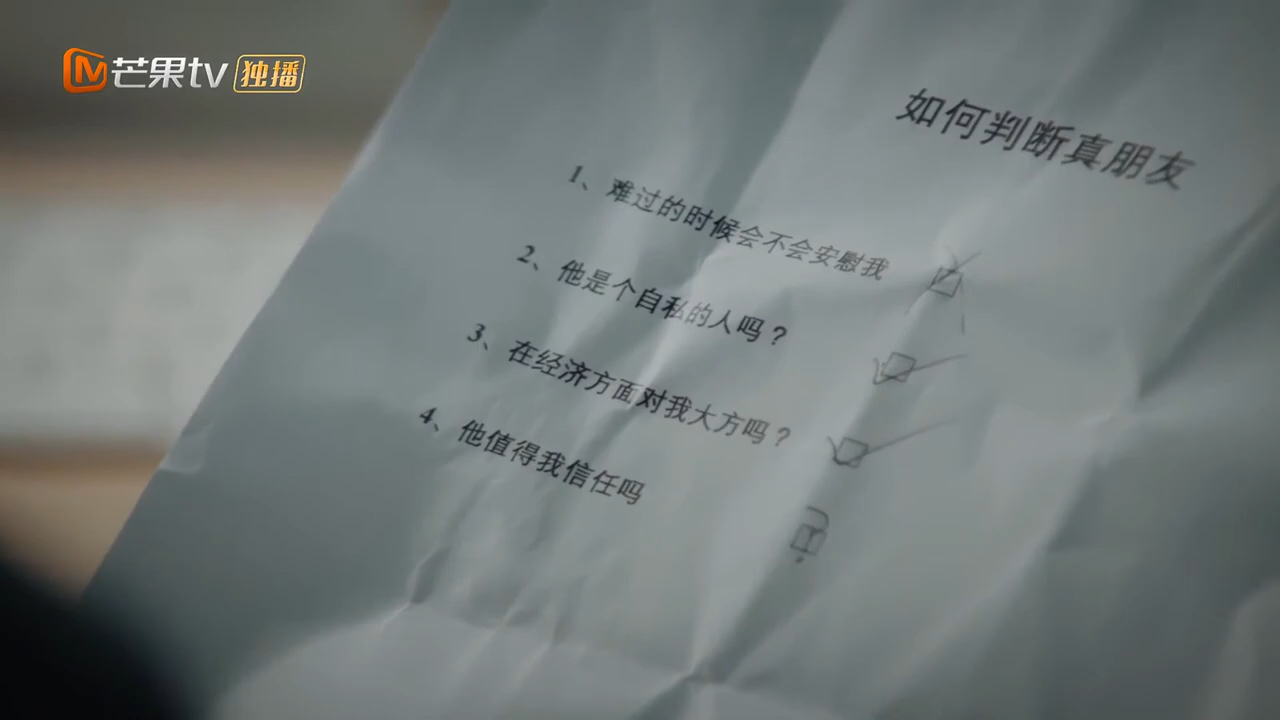 芒果tv 独播
如何判断真朋友
1、难过的时候会不会安慰我
2、他是个自私的人吗？
3、在经济方面对我大方吗？
4、他值得我信任吗